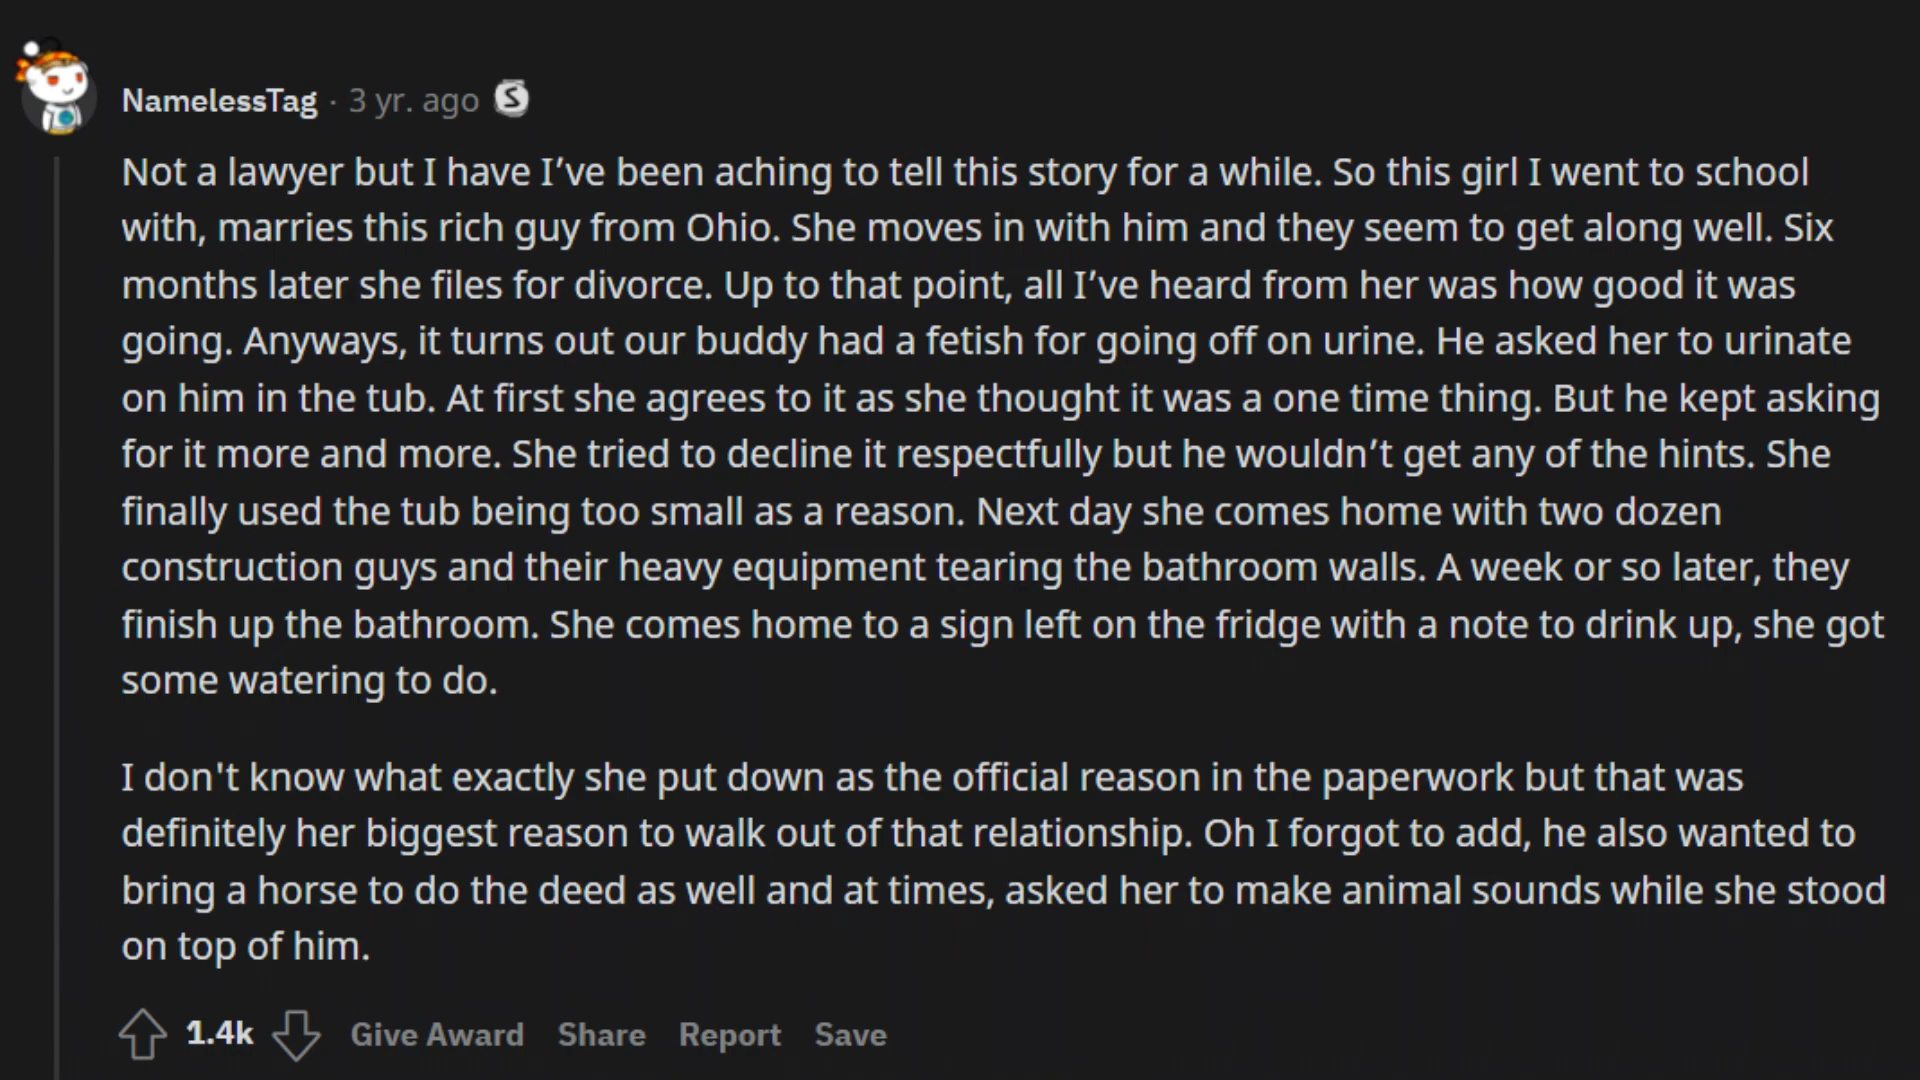 NamelessTag · 3 yr. ago S
Not a lawyer but I have I’ve been aching to tell this story for a while. So this girl I went to school
with, marries this rich guy from Ohio. She moves in with him and they seem to get along well. Six
months later she files for divorce. Up to that point, all I’ve heard from her was how good it was
going. Anyways, it turns out our buddy had a fetish for going off on urine. He asked her to urinate
on him in the tub. At first she agrees to it as she thought it was a one time thing. But he kept asking
for it more and more. She tried to decline it respectfully but he wouldn’t get any of the hints. She
finally used the tub being too small as a reason. Next day she comes home with two dozen
construction guys and their heavy equipment tearing the bathroom walls. A week or so later, they
finish up the bathroom. She comes home to a sign left on the fridge with a note to drink up, she got
some watering to do.
I don't know what exactly she put down as the official reason in the paperwork but that was
definitely her biggest reason to walk out of that relationship. Oh I forgot to add, he also wanted to
bring a horse to do the deed as well and at times, asked her to make animal sounds while she stood
on top of him.
1.4k Give Award Share Report Save